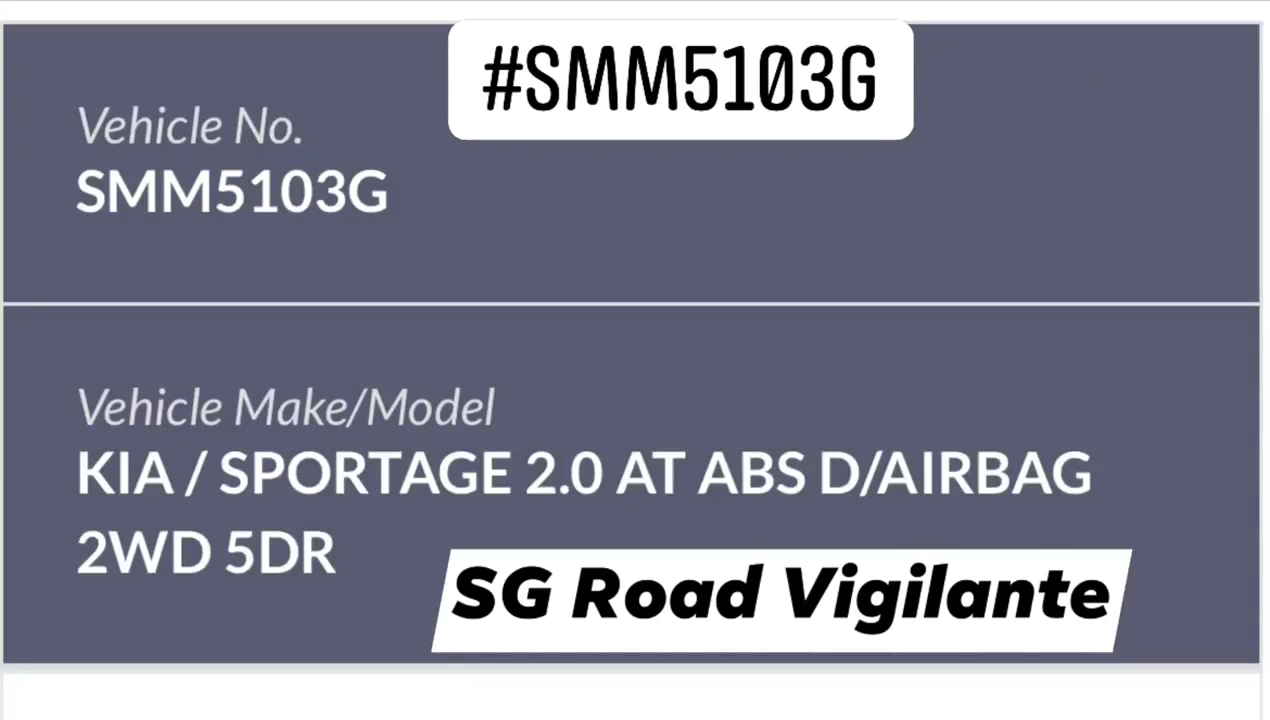 #SMM5103G
Vehicle No.
SMM5103G
Vehicle Make/Model
KIA / SPORTAGE 2.0 AT ABS D/AIRBAG
2WD 5DR
SG Road Vigilante